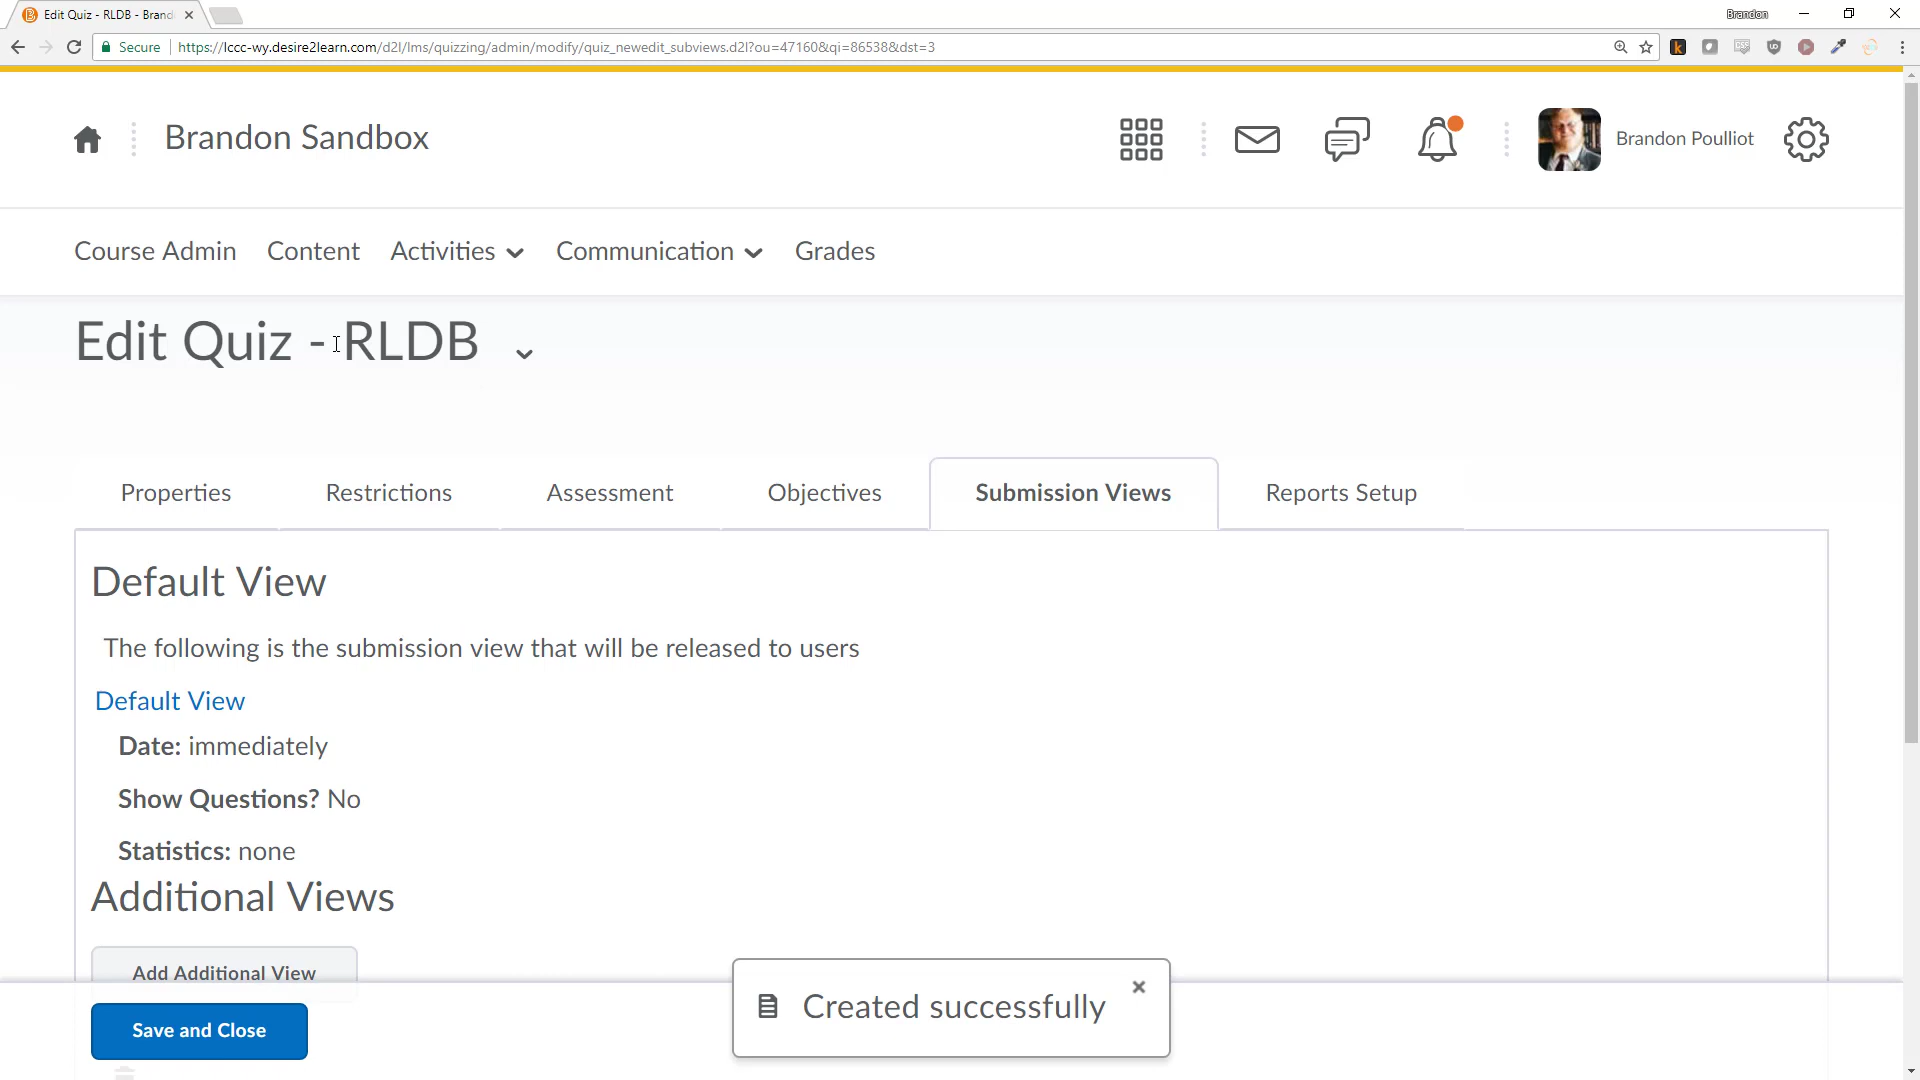 Edit Quiz - RLDB - Brand
Brandon
Secure
https://lccc-wy.desire2learn.com/d2l/lms/quizzing/admin/modify/quiz_newedit_subviews.d2l?ou=47160&qi=86538&dst=3
Brandon Sandbox
Brandon Poulliot
Course Admin Content Activities Communication Grades
Edit Quiz - RLDB
Properties Restrictions Assessment Objectives Submission Views Reports Setup
Default View
The following is the submission view that will be released to users
Default View
Date: immediately
Show Questions? No
Statistics: none
Additional Views
Add Additional View
Created successfully
Save and Close